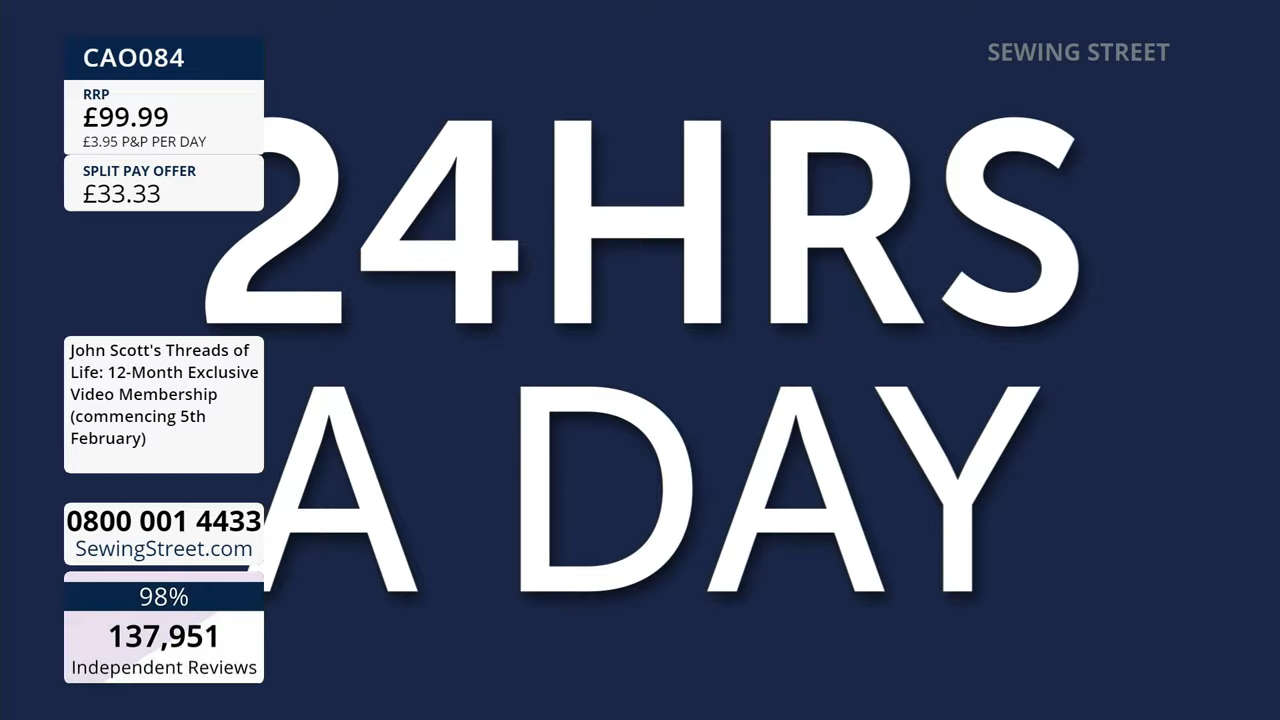 CAO084
RRP
£99.99
£3.95 P&P PER DAY
SPLIT PAY OFFER
£33.33
SEWING STREET
24HRS
A DAY
John Scott's Threads of
Life: 12-Month Exclusive
Video Membership
(commencing 5th
February)
0800 001 4433
SewingStreet.com
98%
137,951
Independent Reviews